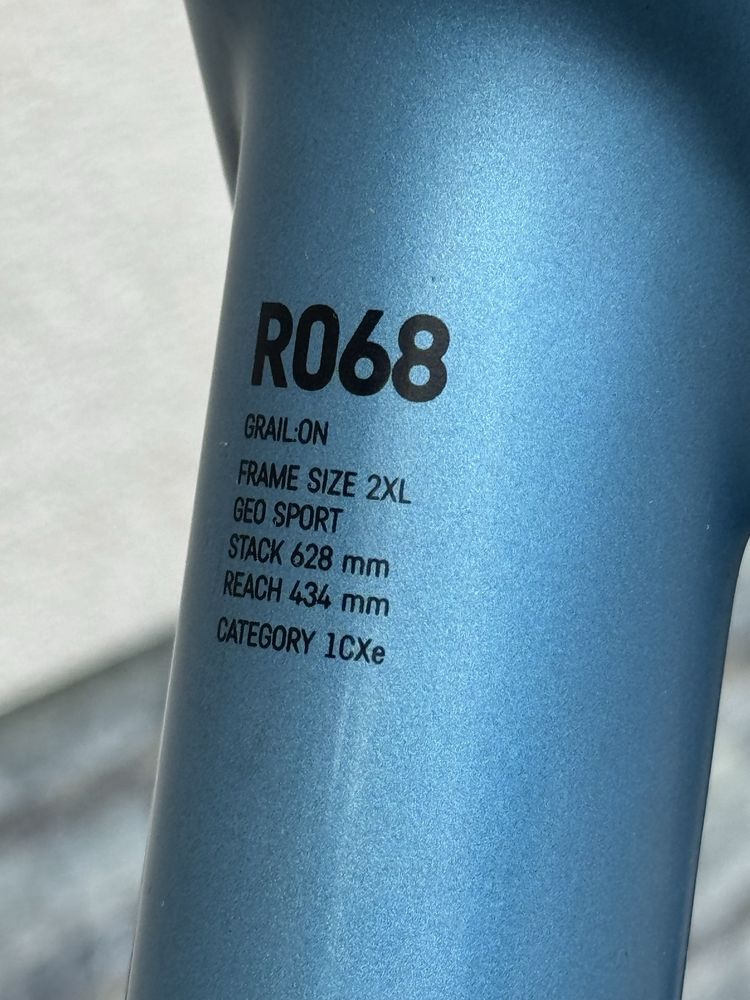 R068
GRAIL:ON
FRAME SIZE 2XL
GEO SPORT
STACK 628 mm
REACH 434 mm
CATEGORY 1CXe